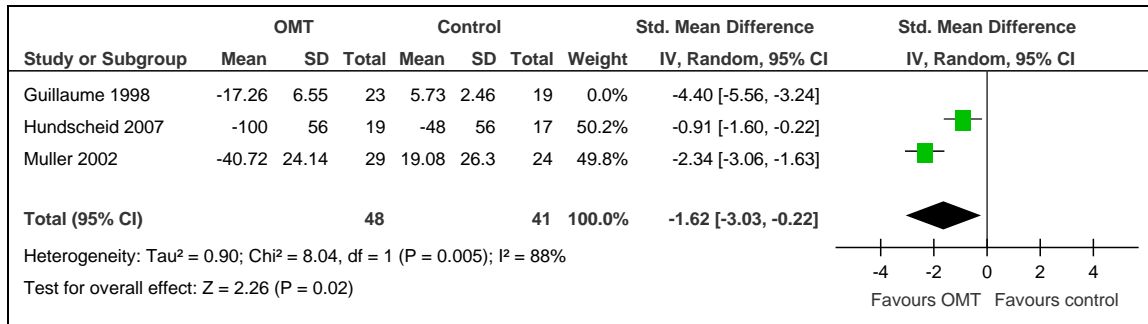 OMT Control Std. Mean Difference Std. Mean Difference
Study or Subgroup Mean SD Total Mean SD Total Weight IV, Random, 95% CI IV, Random, 95% CI
Guillaume 1998 -17.26 6.55 23 5.73 2.46 19 0.0% -4.40 [-5.56, -3.24]
Hundscheid 2007 -100 56 19 -48 56 17 50.2% -0.91 [-1.60, -0.22]
Muller 2002 -40.72 24.14 29 19.08 26.3 24 49.8% -2.34 [-3.06, -1.63]
Total (95% CI) 48 41 100.0% -1.62 [-3.03, -0.22]
Heterogeneity: Tau² = 0.90; Chi² = 8.04, df = 1 (P = 0.005); I² = 88%
Test for overall effect: Z = 2.26 (P = 0.02)
-4 -2 0 2 4
Favours OMT Favours control